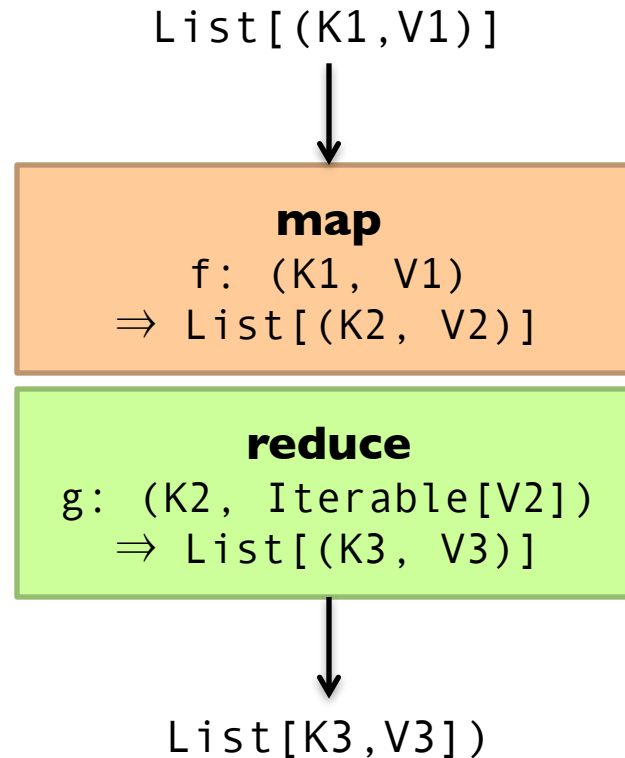 List[(K1,V1)]
map
f: (K1, V1)
⇒ List[(K2, V2)]
reduce
g: (K2, Iterable[V2])
⇒ List[(K3, V3)]
List[K3,V3])